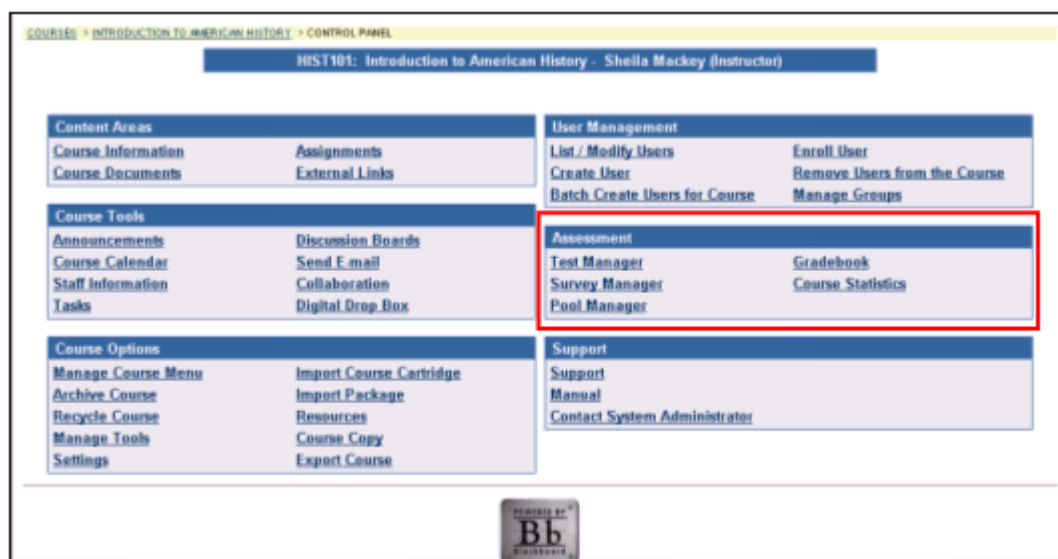 COURSES > INTRODUCTION TO AMERICAN HISTORY > CONTROL PANEL
HIST101: Introduction to American History - Sheila Mackey (Instructor)
Content Areas
Course Information Assignments
Course Documents External Links
Course Tools
Announcements Discussion Boards
Course Calendar Send E-mail
Staff Information Collaboration
Tasks Digital Drop Box
Course Options
Manage Course Menu Import Course Cartridge
Archive Course Import Package
Recycle Course Resources
Manage Tools Course Copy
Settings Export Course
User Management
List / Modify Users Enroll User
Create User Remove Users from the Course
Batch Create Users for Course Manage Groups
Assessment
Test Manager Gradebook
Survey Manager Course Statistics
Pool Manager
Support
Support
Manual
Contact System Administrator
POWERED BY
Bb
Blackboard